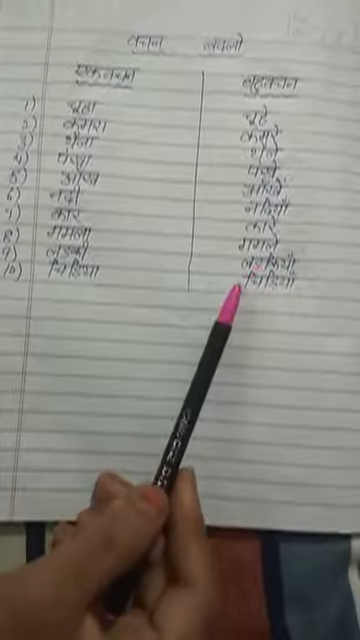 वचन बदलो
एकवचन बहुवचन
1) चूहा चूहे
2) कमरा कमरे
3) थैला थैले
4) पंखा पंखे
5) आँख आँखें
6) नदी नदियाँ
7) कार कारें
8) गमला गमले
9) लड़की लड़कियाँ
10) चिड़िया चिड़ियाँ